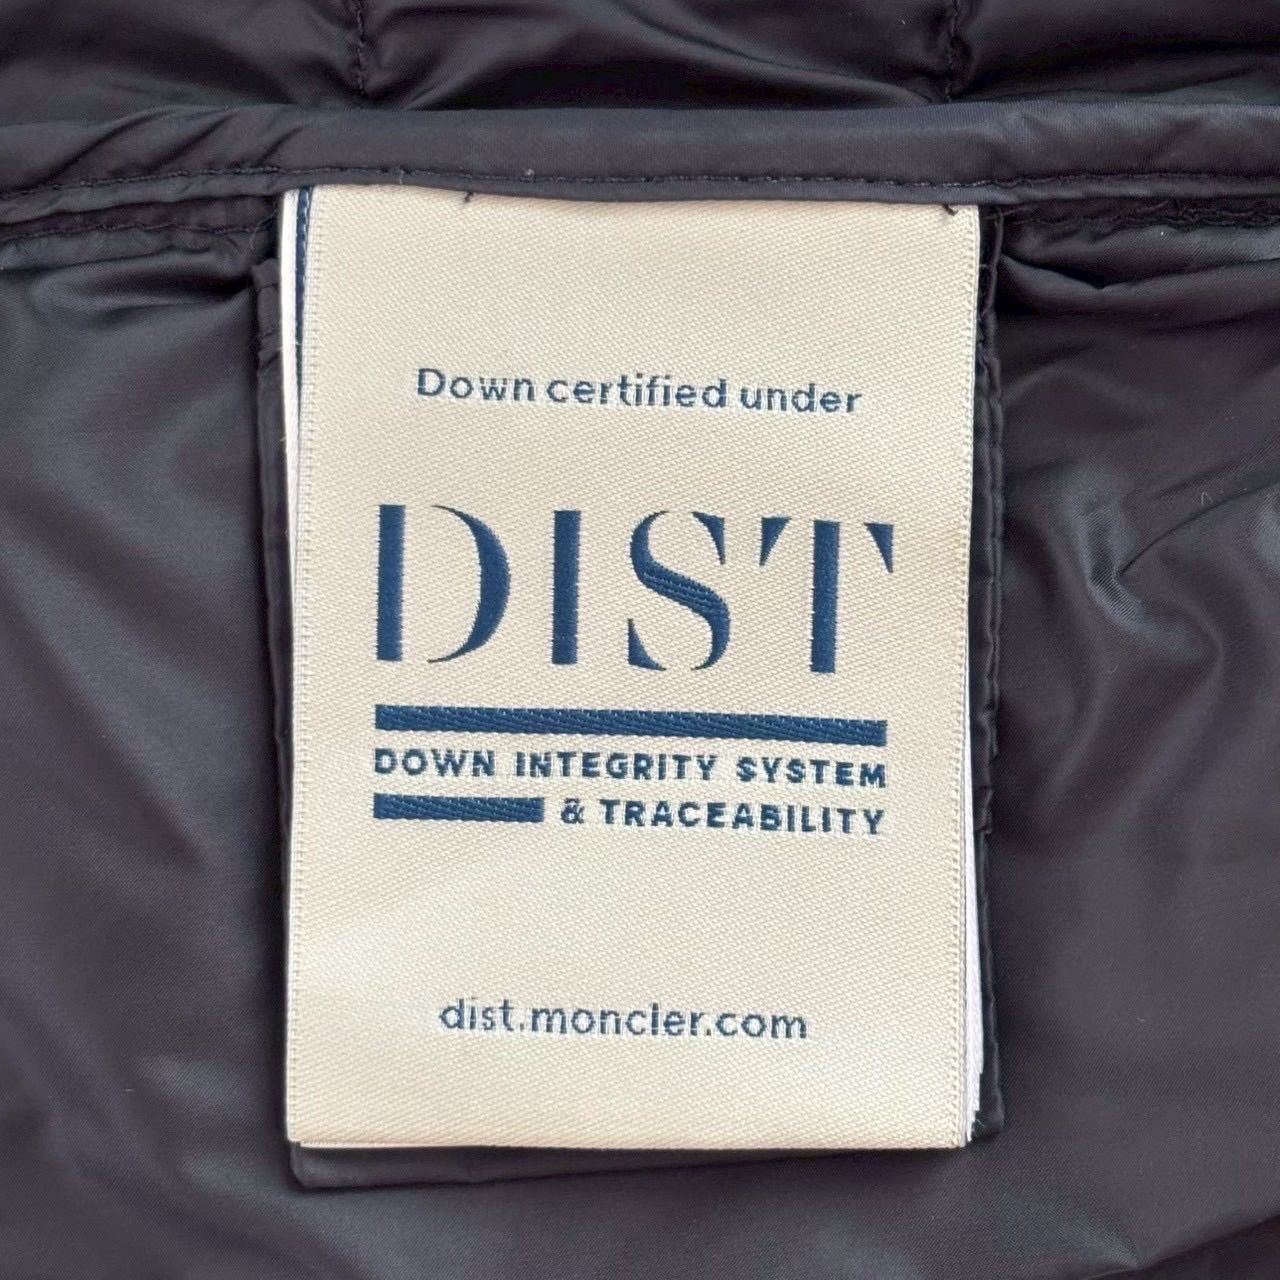 Down certified under
DIST
DOWN INTEGRITY SYSTEM
& TRACEABILITY
dist.moncler.com